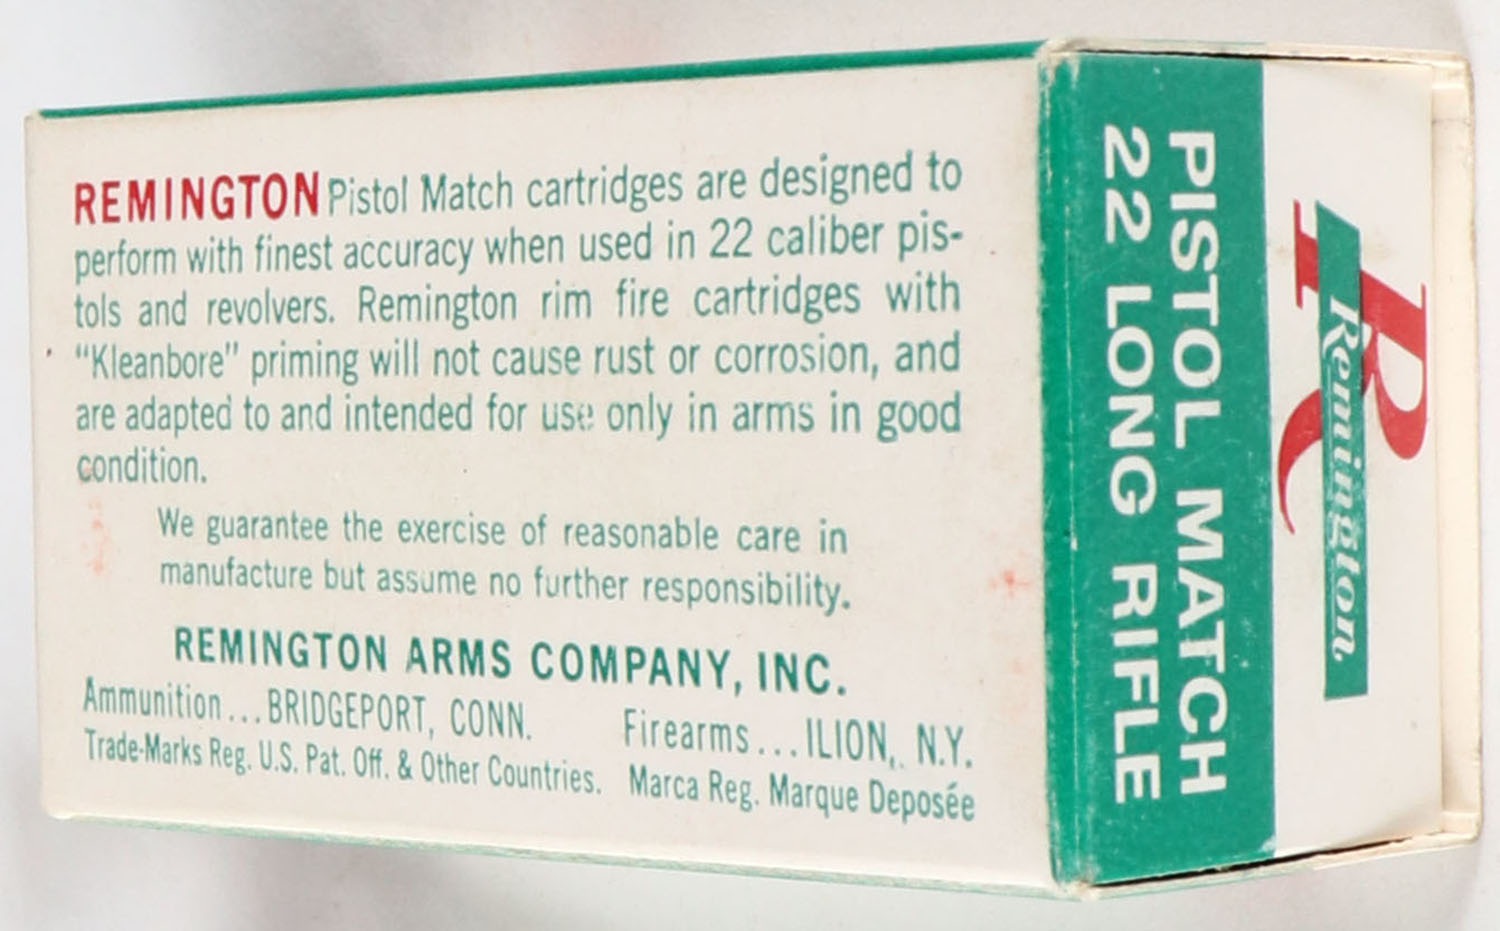 REMINGTON Pistol Match cartridges are designed to
perform with finest accuracy when used in 22 caliber pis-
tols and revolvers. Remington rim fire cartridges with
"Kleanbore" priming will not cause rust or corrosion, and
are adapted to and intended for use only in arms in good
condition.
We guarantee the exercise of reasonable care in
manufacture but assume no further responsibility.
REMINGTON ARMS COMPANY, INC.
Ammunition...BRIDGEPORT, CONN. Firearms...ILION, N.Y.
Trade-Marks Reg. U.S. Pat. Off. & Other Countries. Marca Reg. Marque Deposée
R
Remington
PISTOL MATCH
22 LONG RIFLE